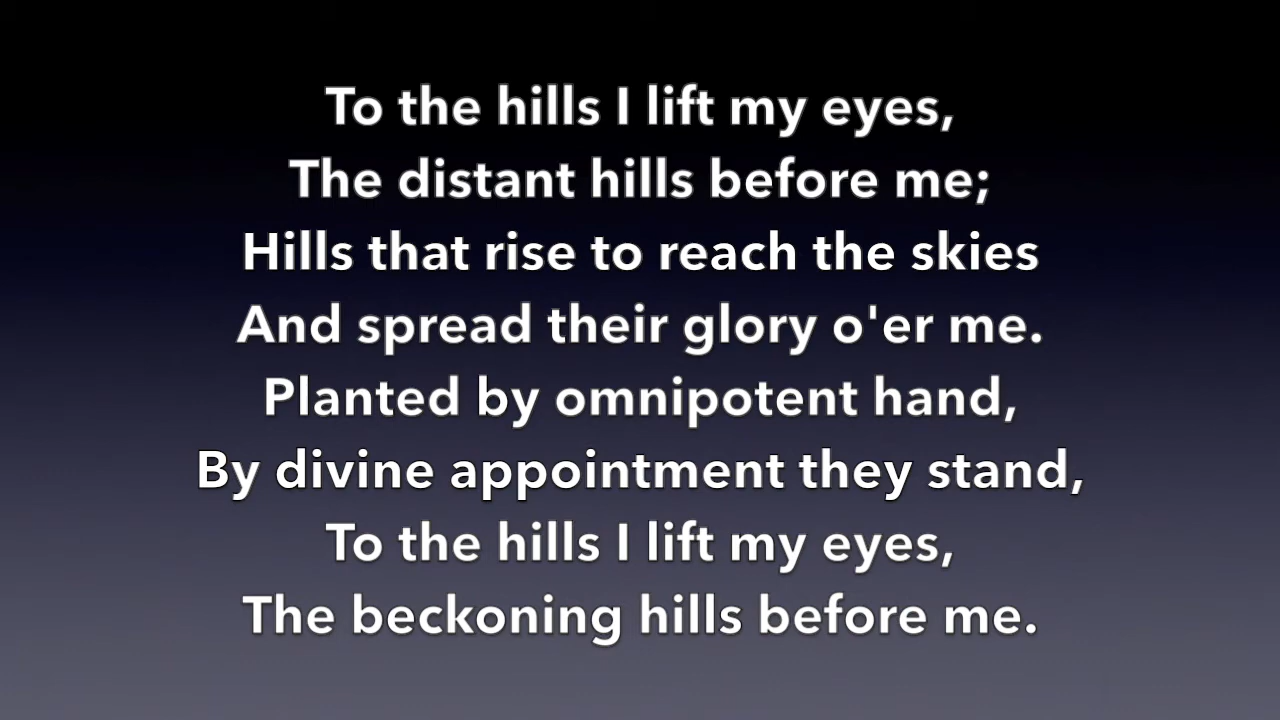 To the hills I lift my eyes,
The distant hills before me;
Hills that rise to reach the skies
And spread their glory o'er me.
Planted by omnipotent hand,
By divine appointment they stand,
To the hills I lift my eyes,
The beckoning hills before me.